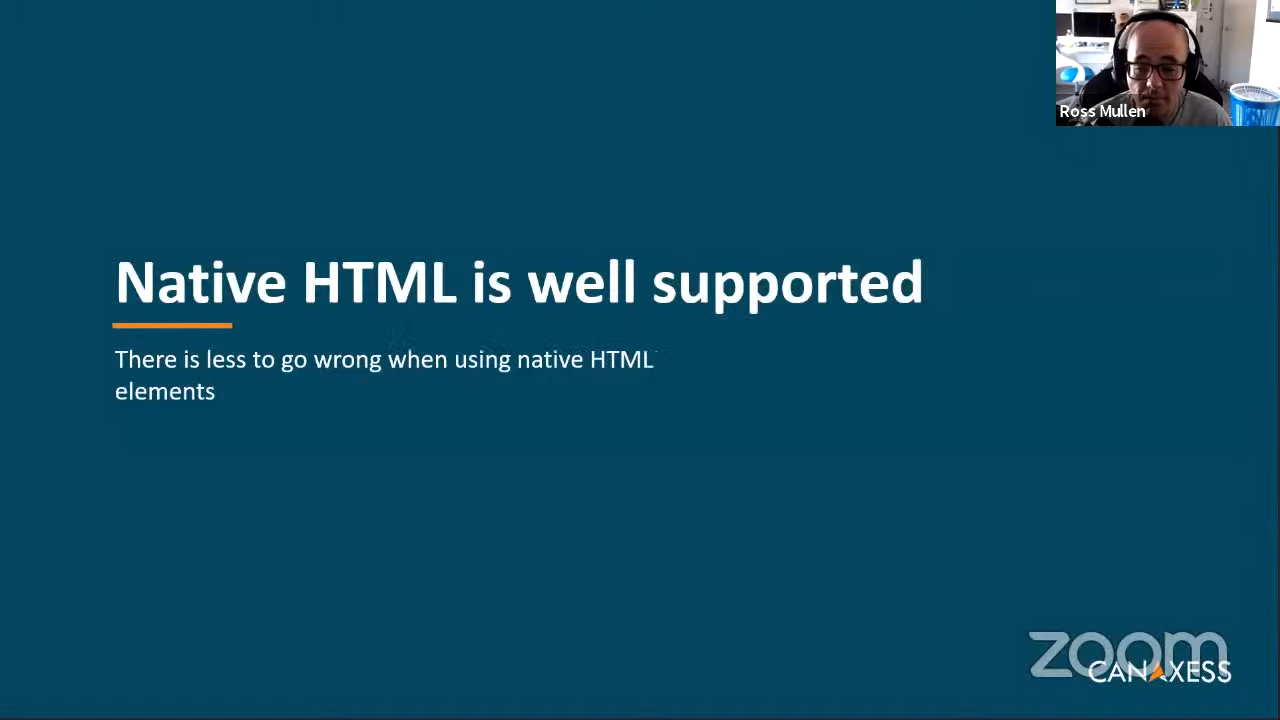 Ross Mullen
Native HTML is well supported
There is less to go wrong when using native HTML
elements
zoom
CANAXESS